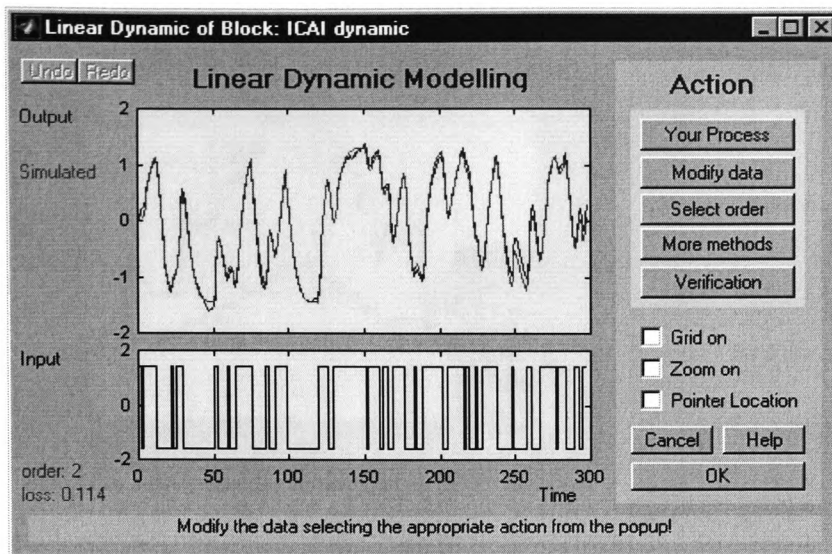 Linear Dynamic of Block: ICAI dynamic
Undo Redo
Linear Dynamic Modelling
Action
Output
Simulated
2
1
0
-1
-2
Your Process
Modify data
Select order
More methods
Verification
Input
2
0
-2
0 50 100 150 200 250 300
Time
order: 2
loss: 0.114
Grid on
Zoom on
Pointer Location
Cancel Help
OK
Modify the data selecting the appropriate action from the popup!